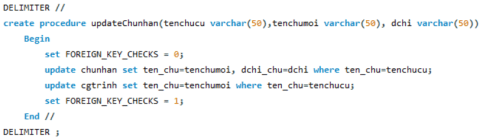 DELIMITER //
create procedure updateChunhan(tenchucu varchar(50),tenchumoi varchar(50), dchi varchar(50))
Begin
set FOREIGN_KEY_CHECKS = 0;
update chunhan set ten_chu=tenchumoi, dchi_chu=dchi where ten_chu=tenchucu;
update cgtrinh set ten_chu=tenchumoi where ten_chu=tenchucu;
set FOREIGN_KEY_CHECKS = 1;
End //
DELIMITER ;